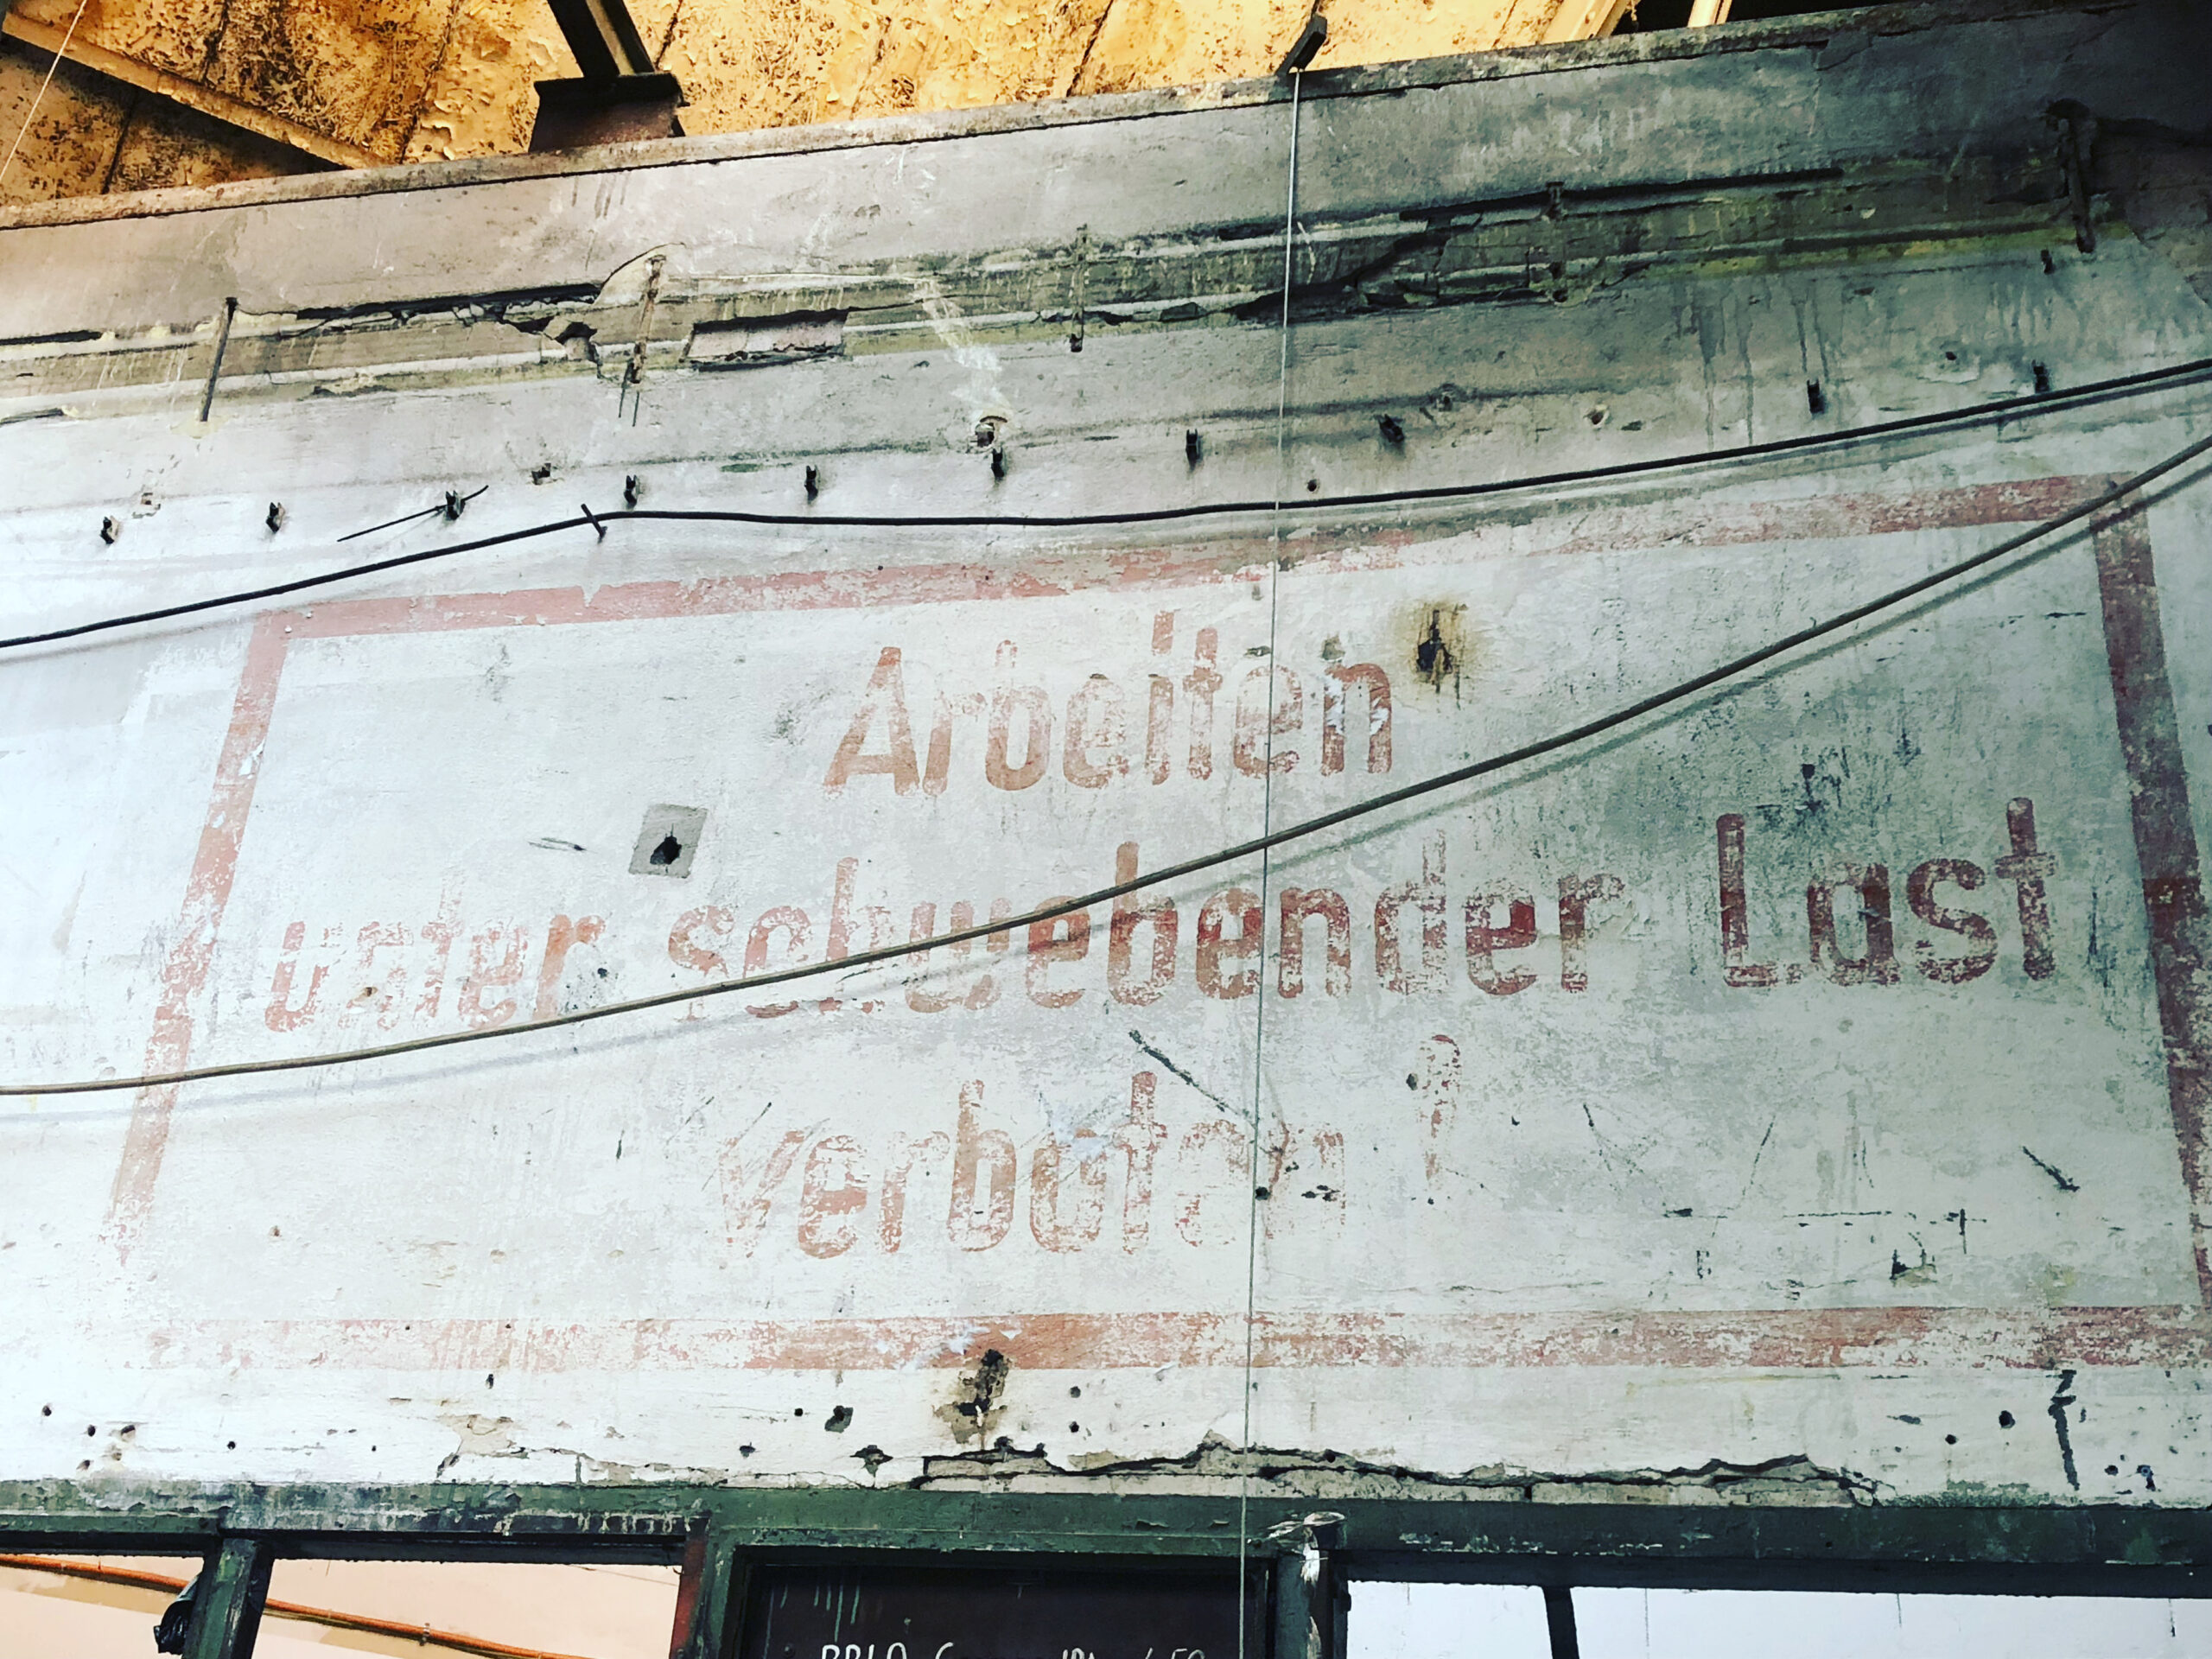 Arbeiten
unter schwebender Last
verboten !